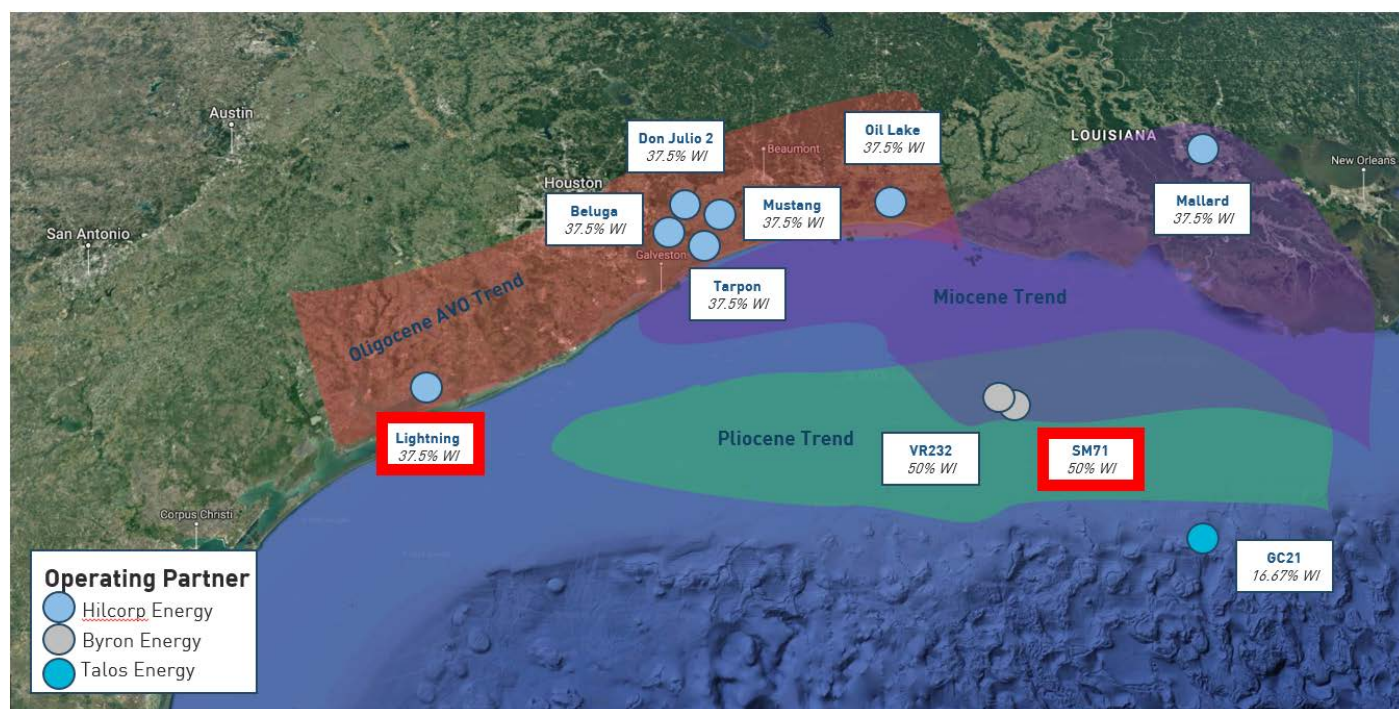 Austin
San Antonio
Houston
Don Julio 2
37.5% WI
Beluga
37.5% WI
Mustang
37.5% WI
Beaumont
Oil Lake
37.5% WI
LOUISIANA
New Orleans
Mallard
37.5% WI
Galveston
Tarpon
37.5% WI
Miocene Trend
Oligocene AVO Trend
Lightning
37.5% WI
Pliocene Trend
VR232
50% WI
SM71
50% WI
Corpus Christi
GC21
16.67% WI
Operating Partner
Hilcorp Energy
Byron Energy
Talos Energy